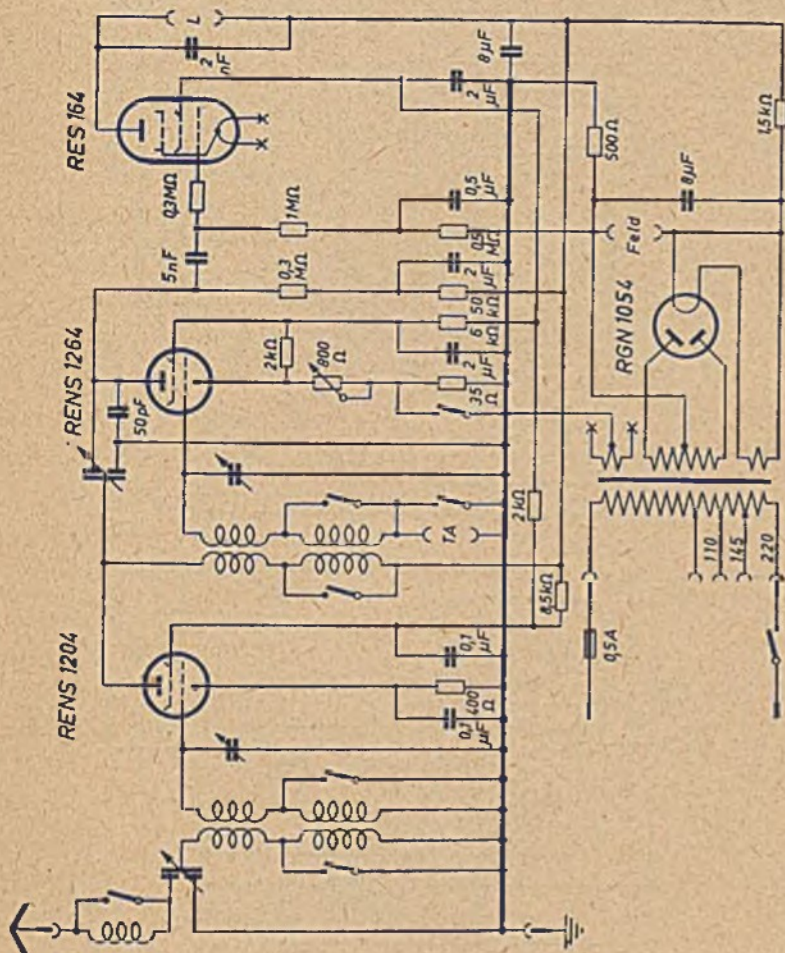 RENS 1204
RENS 1264
RES 164
50 pF
5 nF
0,3 MΩ
L
2 nF
2 kΩ
800 Ω
0,3 MΩ
1 MΩ
TA
0,1 µF
400 Ω
0,1 µF
35 Ω
2 µF
6 kΩ
50 kΩ
2 µF
0,5 MΩ
0,5 µF
2 µF
8 µF
2 kΩ
8,5 kΩ
500 Ω
8 µF
Feld
1,5 kΩ
RGN 1054
0,5 A
110
145
220